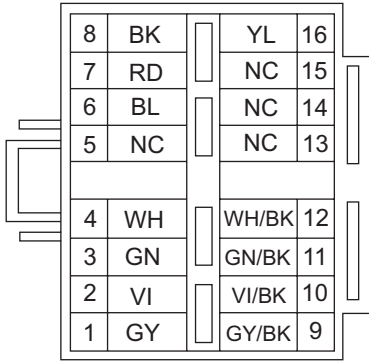 8 BK YL 16
7 RD NC 15
6 BL NC 14
5 NC NC 13
4 WH WH/BK 12
3 GN GN/BK 11
2 VI VI/BK 10
1 GY GY/BK 9